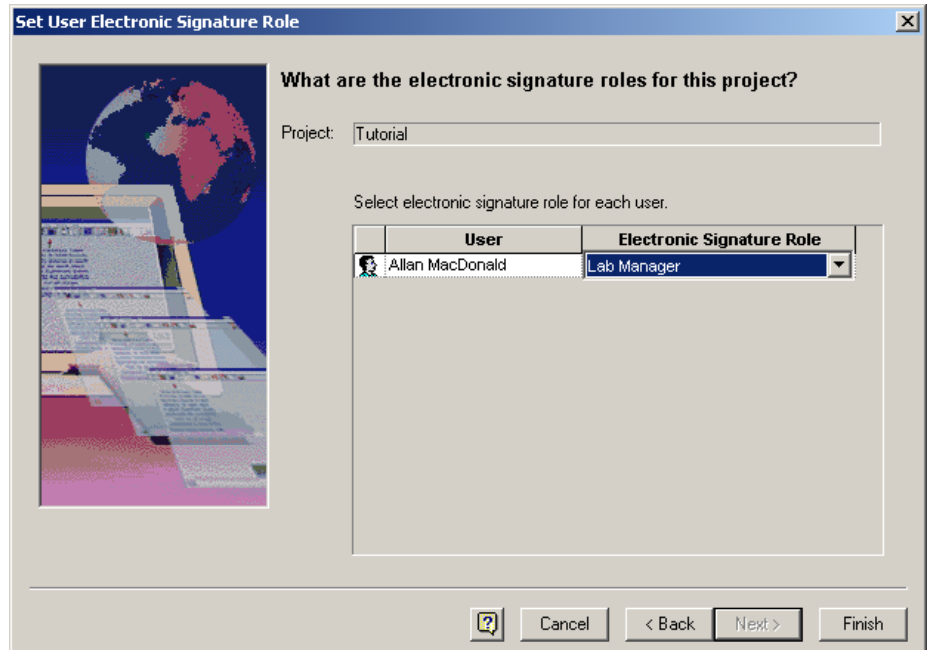 Set User Electronic Signature Role
What are the electronic signature roles for this project?
Project: Tutorial
Select electronic signature role for each user.
User Electronic Signature Role
Allan MacDonald Lab Manager
? Cancel < Back Next > Finish